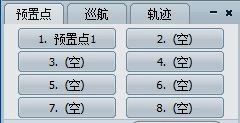 预置点 巡航 轨迹
1. 预置点1 2. (空)
3. (空) 4. (空)
5. (空) 6. (空)
7. (空) 8. (空)